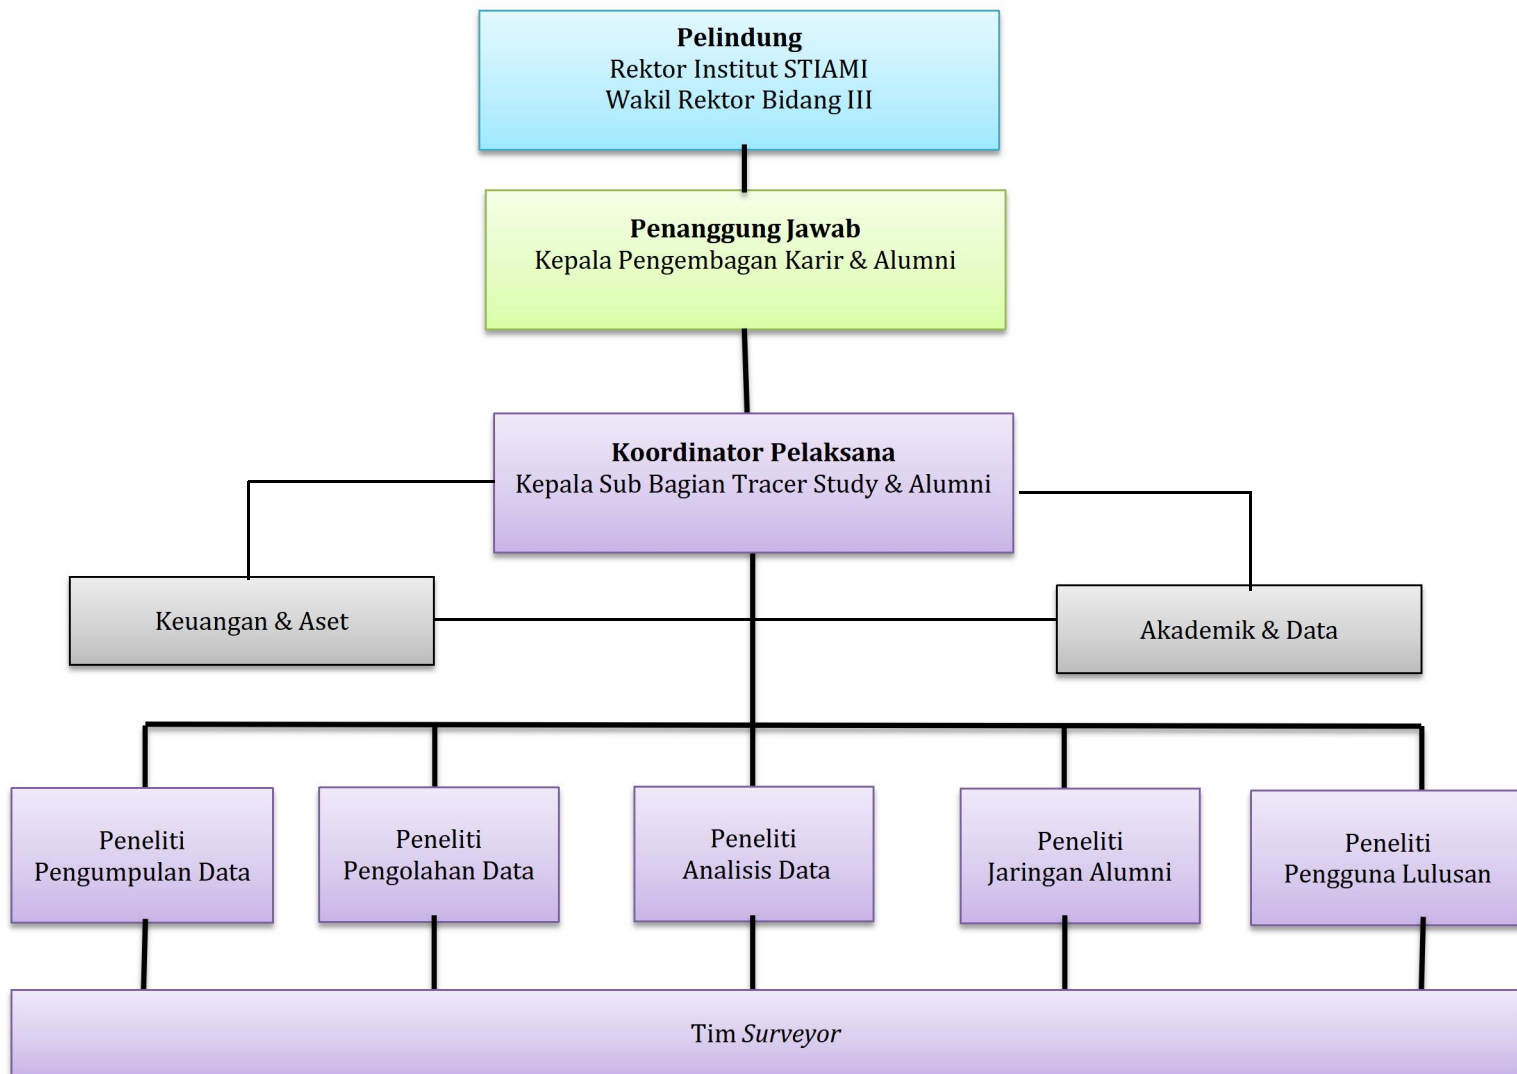 Pelindung
Rektor Institut STIAMI
Wakil Rektor Bidang III
Penanggung Jawab
Kepala Pengembagan Karir & Alumni
Koordinator Pelaksana
Kepala Sub Bagian Tracer Study & Alumni
Keuangan & Aset
Akademik & Data
Peneliti
Pengumpulan Data
Peneliti
Pengolahan Data
Peneliti
Analisis Data
Peneliti
Jaringan Alumni
Peneliti
Pengguna Lulusan
Tim Surveyor